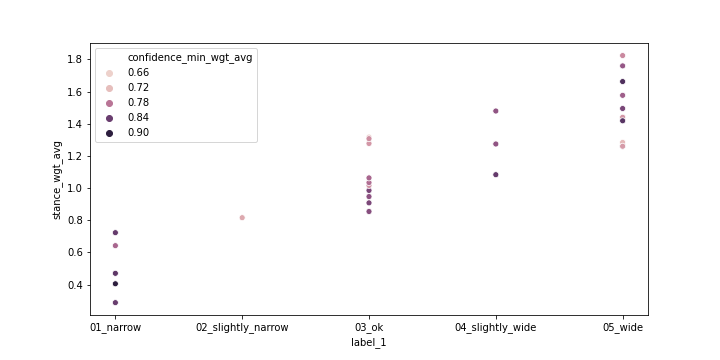 confidence_min_wgt_avg
0.66
0.72
0.78
0.84
0.90
stance_wgt_avg
1.8
1.6
1.4
1.2
1.0
0.8
0.6
0.4
01_narrow
02_slightly_narrow
03_ok
04_slightly_wide
05_wide
label_1